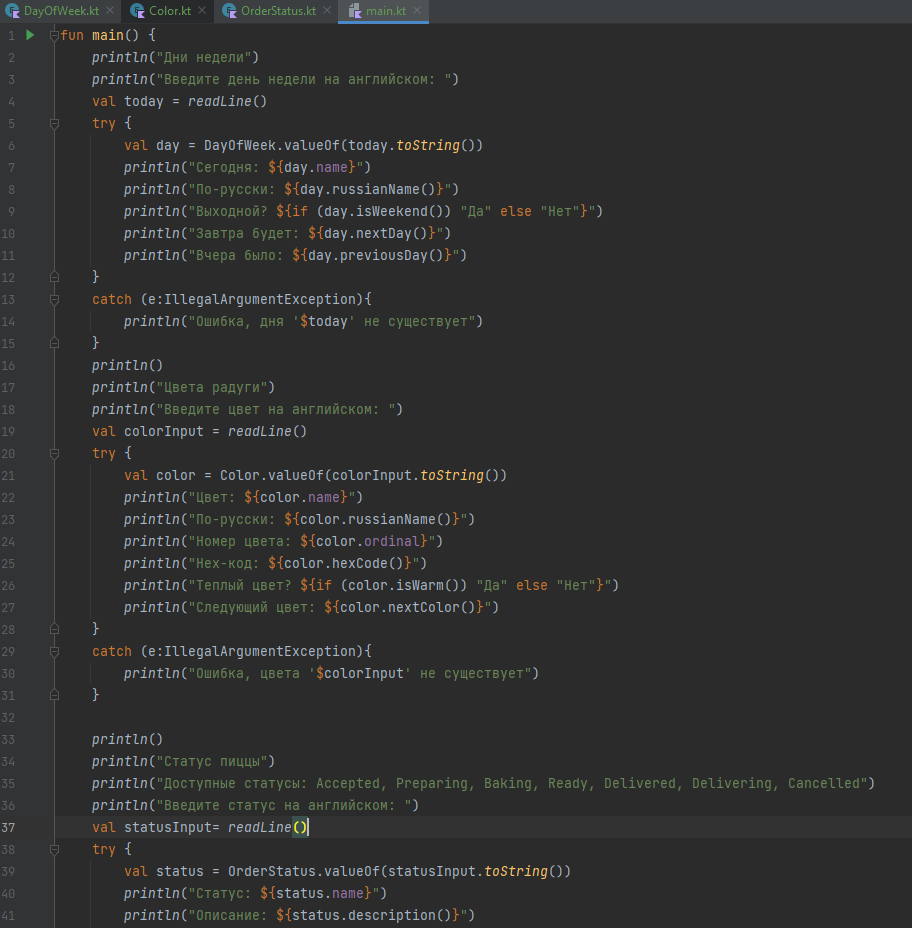 DayOfWeek.kt × Color.kt × OrderStatus.kt × main.kt ×
1 fun main() {
2 println("Дни недели")
3 println("Введите день недели на английском: ")
4 val today = readLine()
5 try {
6 val day = DayOfWeek.valueOf(today.toString())
7 println("Сегодня: ${day.name}")
8 println("По-русски: ${day.russianName()}")
9 println("Выходной? ${if (day.isWeekend()) "Да" else "Нет"}")
10 println("Завтра будет: ${day.nextDay()}")
11 println("Вчера было: ${day.previousDay()}")
12 }
13 catch (e:IllegalArgumentException){
14 println("Ошибка, дня '$today' не существует")
15 }
16 println()
17 println("Цвета радуги")
18 println("Введите цвет на английском: ")
19 val colorInput = readLine()
20 try {
21 val color = Color.valueOf(colorInput.toString())
22 println("Цвет: ${color.name}")
23 println("По-русски: ${color.russianName()}")
24 println("Номер цвета: ${color.ordinal}")
25 println("Hex-код: ${color.hexCode()}")
26 println("Теплый цвет? ${if (color.isWarm()) "Да" else "Нет"}")
27 println("Следующий цвет: ${color.nextColor()}")
28 }
29 catch (e:IllegalArgumentException){
30 println("Ошибка, цвета '$colorInput' не существует")
31 }
32
33 println()
34 println("Статус пиццы")
35 println("Доступные статусы: Accepted, Preparing, Baking, Ready, Delivered, Delivering, Cancelled")
36 println("Введите статус на английском: ")
37 val statusInput= readLine()
38 try {
39 val status = OrderStatus.valueOf(statusInput.toString())
40 println("Статус: ${status.name}")
41 println("Описание: ${status.description()}")